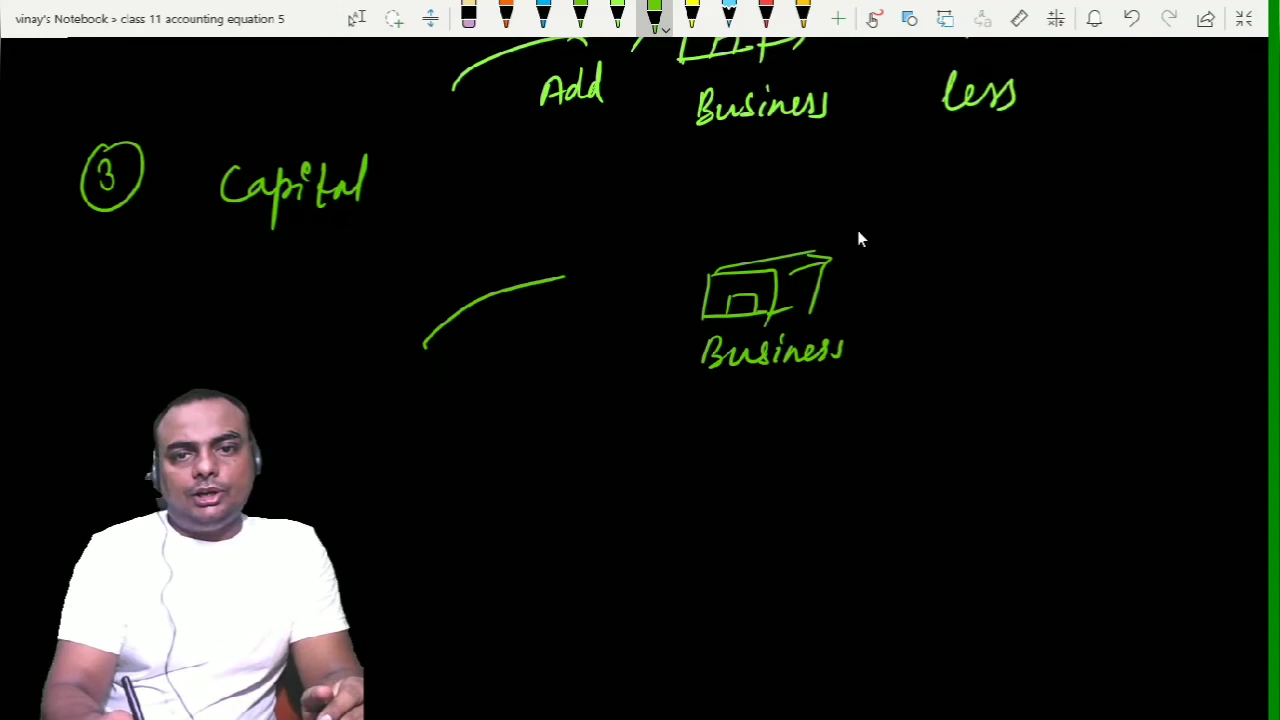 vinay's Notebook > class 11 accounting equation 5
Add Business less
3 Capital
Business